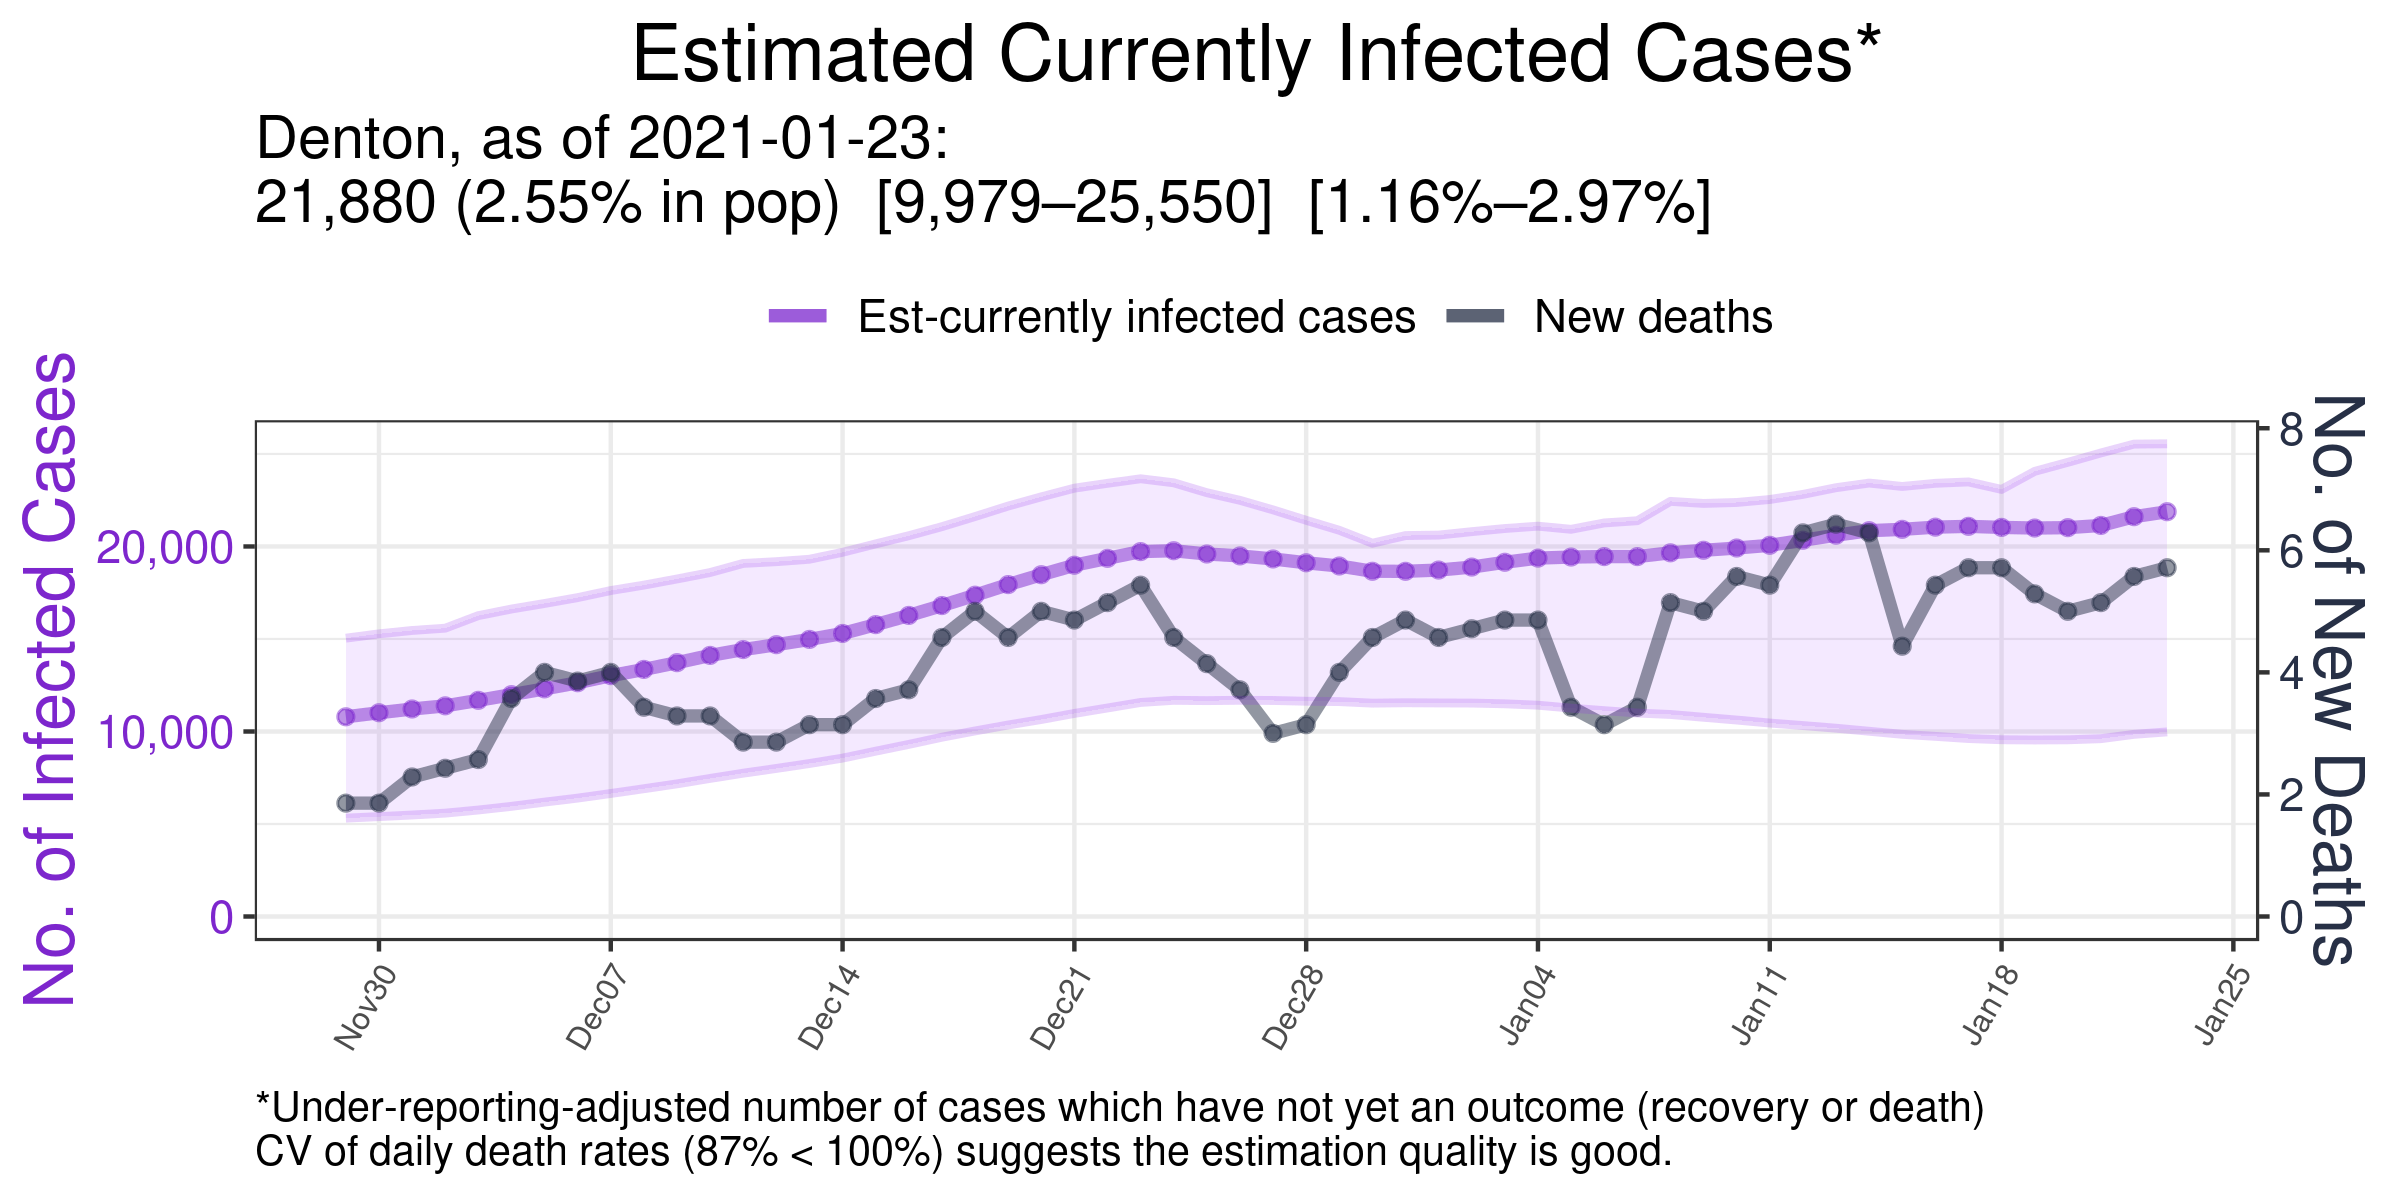 Estimated Currently Infected Cases*
Denton, as of 2021-01-23:
21,880 (2.55% in pop)  [9,979–25,550]  [1.16%–2.97%]
Est-currently infected cases
New deaths
No. of Infected Cases
20,000
10,000
0
8
6
4
2
0
No. of New Deaths
Nov30
Dec07
Dec14
Dec21
Dec28
Jan04
Jan11
Jan18
Jan25
*Under-reporting-adjusted number of cases which have not yet an outcome (recovery or death)
CV of daily death rates (87% < 100%) suggests the estimation quality is good.